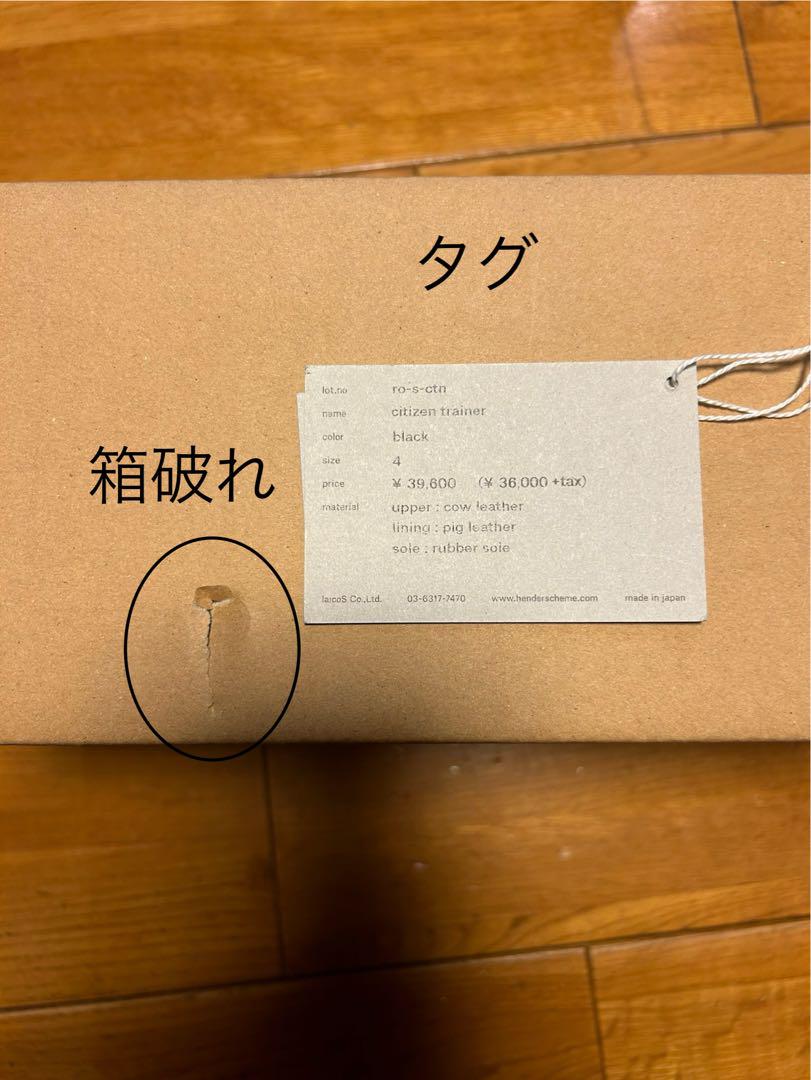 タグ
lot.no ro-s-ctn
name citizen trainer
color black
size 4
price ¥ 39,600 (¥ 36,000 +tax)
material upper : cow leather
lining : pig leather
sole : rubber sole
laicoS Co.,Ltd. 03-6317-7470 www.henderscheme.com made in japan
箱破れ